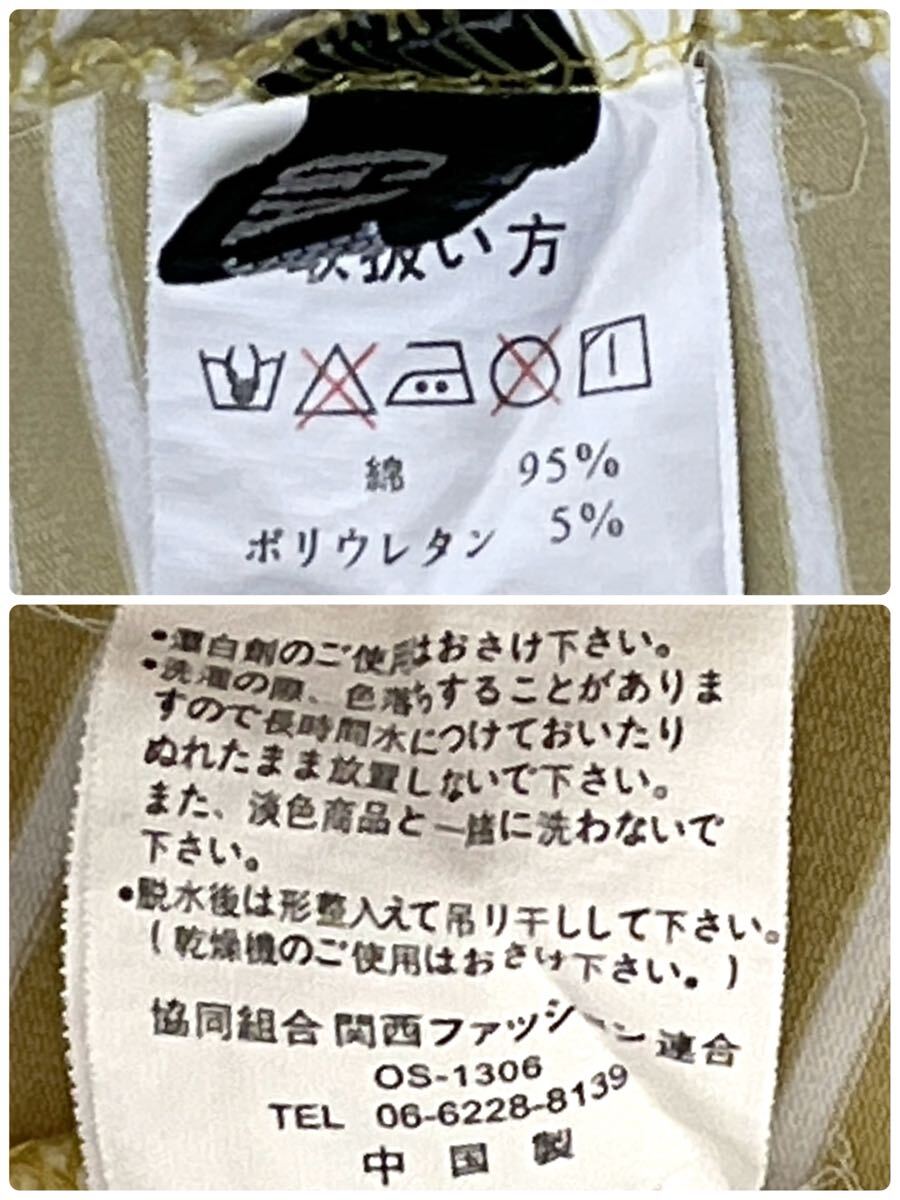 取扱い方
綿 95%
ポリウレタン 5%
・漂白剤のご使用はおさけ下さい。
・洗濯の際、色落ちすることがありま
すので長時間水につけておいたり
ぬれたまま放置しないで下さい。
また、淡色商品と一緒に洗わないで
下さい。
・脱水後は形整入えて吊り干しして下さい。
(乾燥機のご使用はおさけ下さい。)
協同組合 関西ファッション連合
OS-1306
TEL 06-6228-8139
中国製